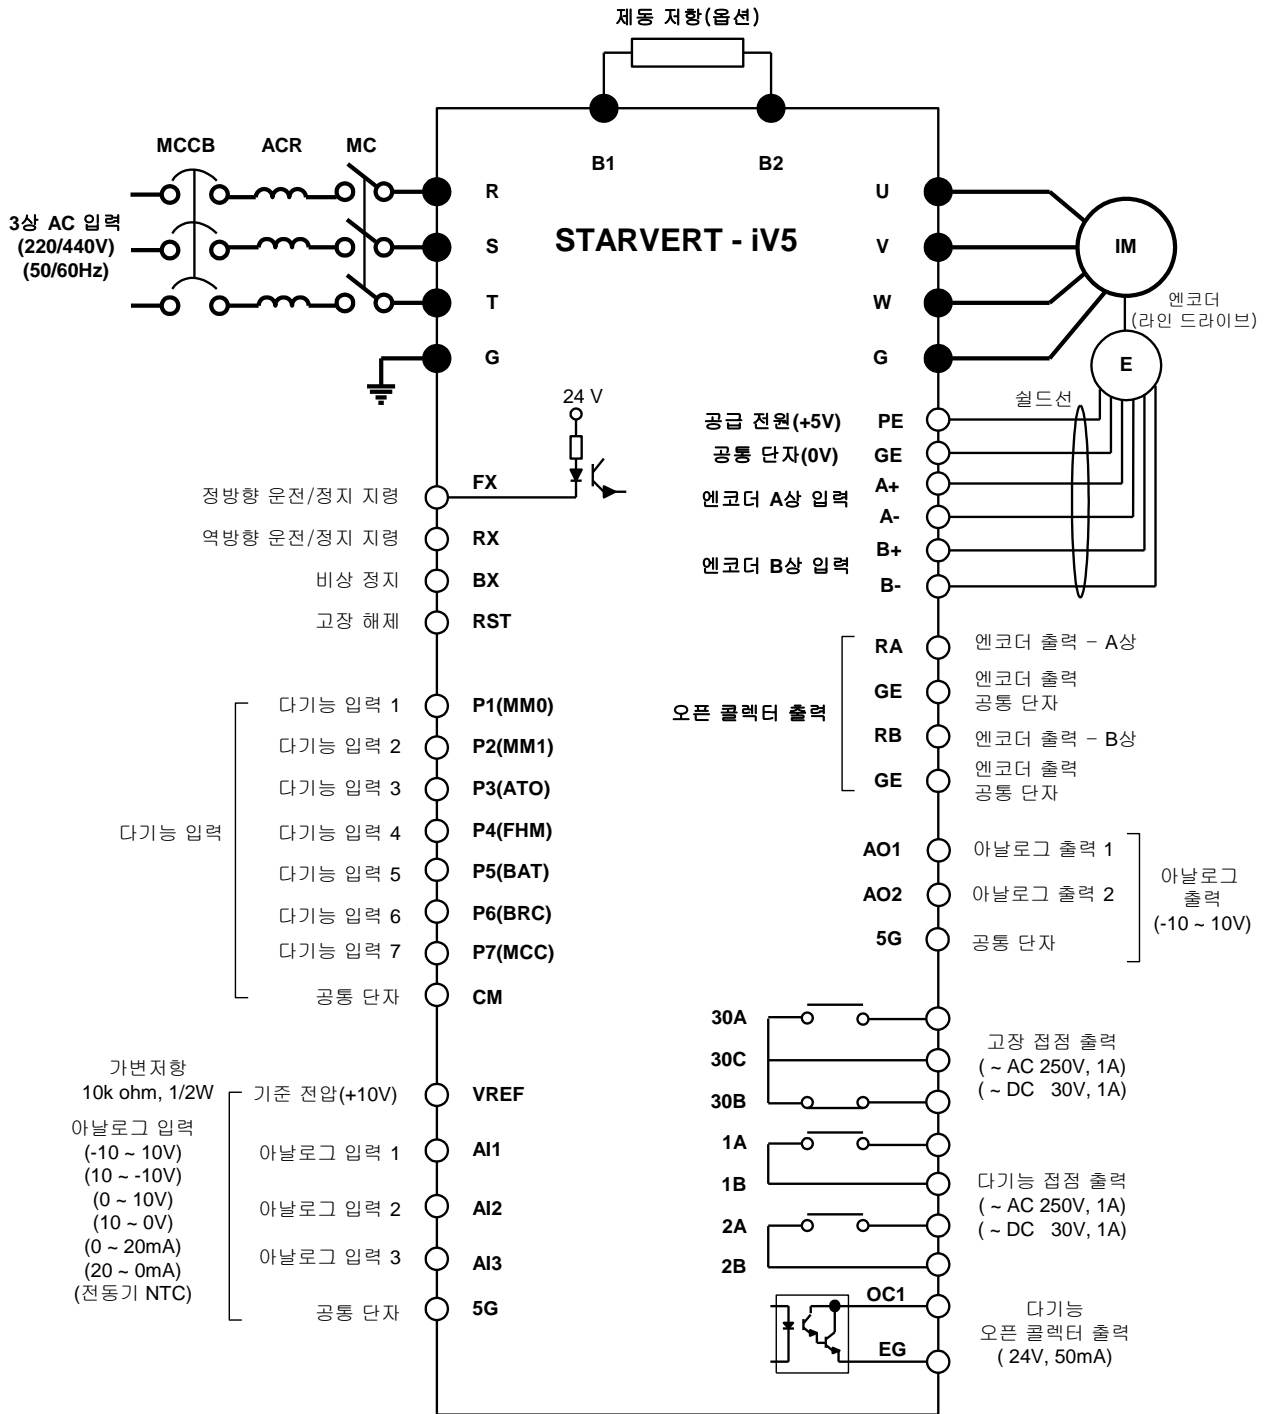 제동 저항(옵션)
B1
B2
MCCB
ACR
MC
3상 AC 입력
(220/440V)
(50/60Hz)
R
S
T
G
STARVERT - iV5
U
V
W
G
IM
엔코더
(라인 드라이브)
E
쉴드선
24 V
정방향 운전/정지 지령
FX
역방향 운전/정지 지령
RX
비상 정지
BX
고장 해제
RST
공급 전원(+5V)
PE
공통 단자(0V)
GE
엔코더 A상 입력
A+
A-
엔코더 B상 입력
B+
B-
다기능 입력
다기능 입력 1
P1(MM0)
다기능 입력 2
P2(MM1)
다기능 입력 3
P3(ATO)
다기능 입력 4
P4(FHM)
다기능 입력 5
P5(BAT)
다기능 입력 6
P6(BRC)
다기능 입력 7
P7(MCC)
공통 단자
CM
오픈 콜렉터 출력
RA
엔코더 출력 – A상
GE
엔코더 출력
공통 단자
RB
엔코더 출력 – B상
GE
엔코더 출력
공통 단자
AO1
아날로그 출력 1
AO2
아날로그 출력 2
5G
공통 단자
아날로그
출력
(-10 ~ 10V)
가변저항
10k ohm, 1/2W
아날로그 입력
(-10 ~ 10V)
(10 ~ -10V)
(0 ~ 10V)
(10 ~ 0V)
(0 ~ 20mA)
(20 ~ 0mA)
(전동기 NTC)
기준 전압(+10V)
VREF
아날로그 입력 1
AI1
아날로그 입력 2
AI2
아날로그 입력 3
AI3
공통 단자
5G
30A
30C
30B
고장 접점 출력
( ~ AC 250V, 1A)
( ~ DC 30V, 1A)
1A
1B
2A
2B
다기능 접점 출력
( ~ AC 250V, 1A)
( ~ DC 30V, 1A)
OC1
EG
다기능
오픈 콜렉터 출력
( 24V, 50mA)